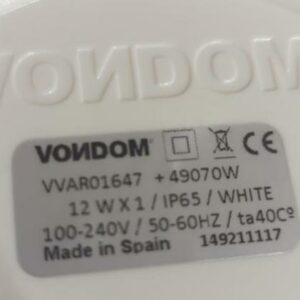 VONDOM
VONDOM® CE
VVAR01647 + 49070W
12 W X 1 / IP65 / WHITE
100-240V / 50-60HZ / ta40Cº
Made in Spain 149211117